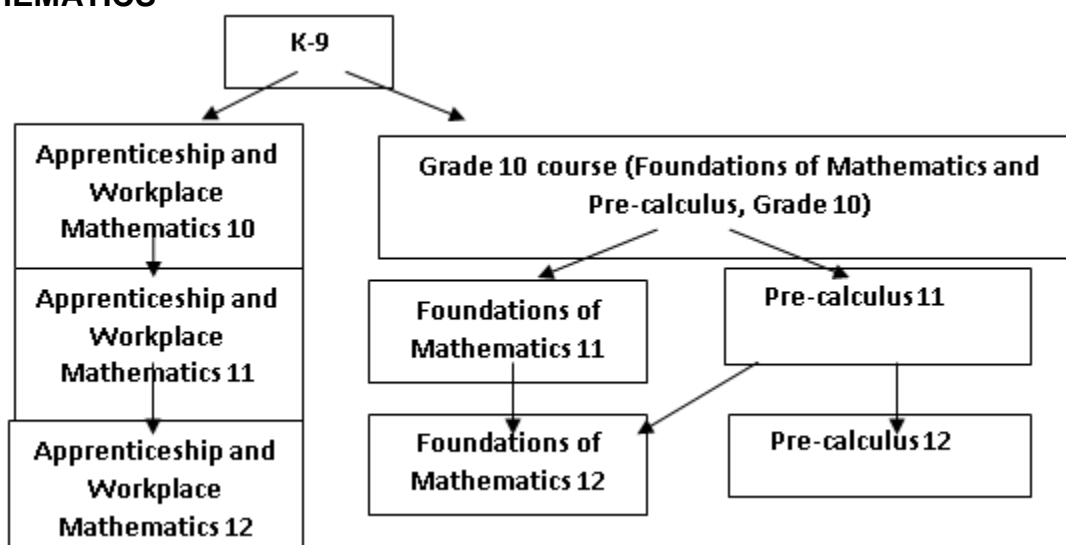 K-9
Apprenticeship and
Workplace
Mathematics 10
Grade 10 course (Foundations of Mathematics and
Pre-calculus, Grade 10)
Apprenticeship and
Workplace
Mathematics 11
Foundations of
Mathematics 11
Pre-calculus 11
Apprenticeship and
Workplace
Mathematics 12
Foundations of
Mathematics 12
Pre-calculus 12